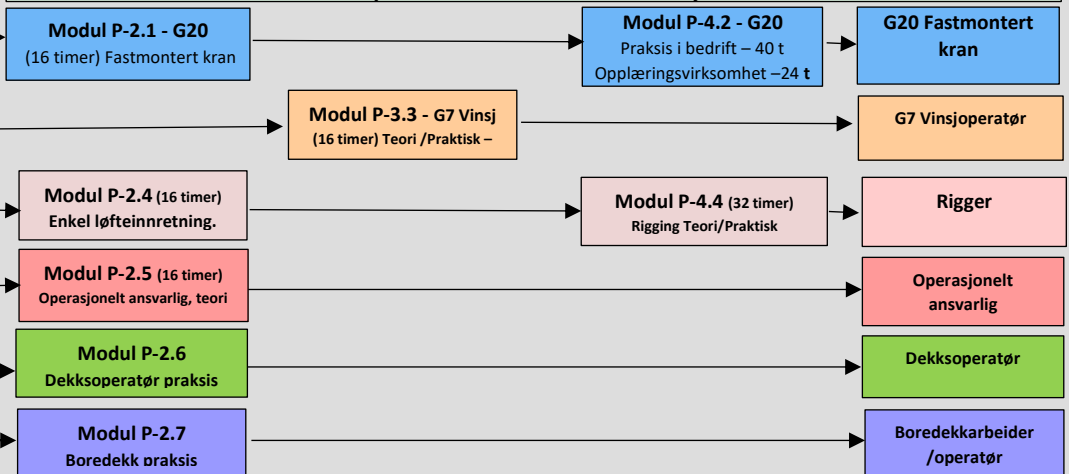 Modul P-2.1 - G20
(16 timer) Fastmontert kran
Modul P-4.2 - G20
Praksis i bedrift – 40 t
Opplæringsvirksomhet –24 t
G20 Fastmontert
kran
Modul P-3.3 - G7 Vinsj
(16 timer) Teori /Praktisk –
G7 Vinsjoperatør
Modul P-2.4 (16 timer)
Enkel løfteinnretning.
Modul P-4.4 (32 timer)
Rigging Teori/Praktisk
Rigger
Modul P-2.5 (16 timer)
Operasjonelt ansvarlig, teori
Operasjonelt
ansvarlig
Modul P-2.6
Dekksoperatør praksis
Dekksoperatør
Modul P-2.7
Boredekk praksis
Boredekkarbeider
/operatør